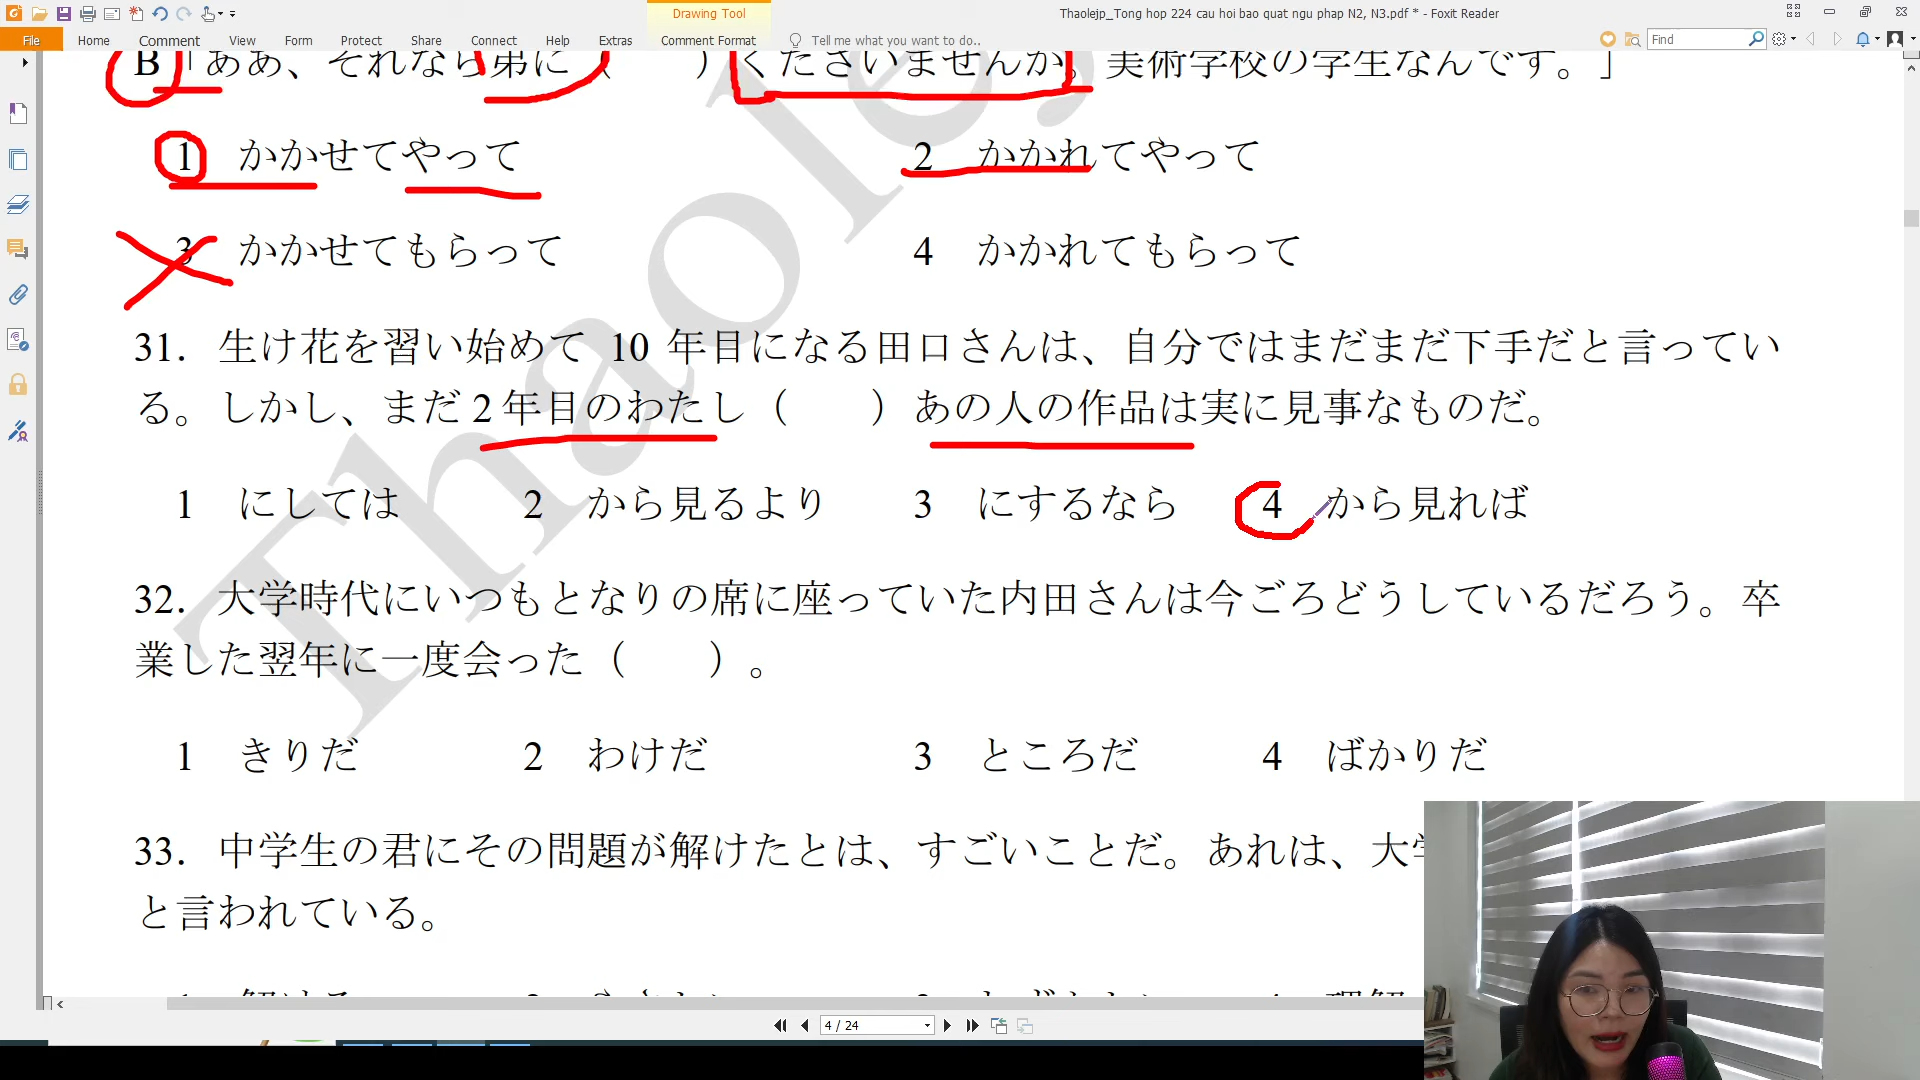 Drawing Tool
Thaolejp_Tong hop 224 cau hoi bao quat ngu phap N2, N3.pdf * - Foxit Reader
File Home Comment View Form Protect Share Connect Help Extras Comment Format Tell me what you want to do.. Find
B「ああ、それなら弟に（　　）くださいませんか。美術学校の学生なんです。」
1 かかせてやって 2 かかれてやって
3 かかせてもらって 4 かかれてもらって
31. 生け花を習い始めて 10 年目になる田口さんは、自分ではまだまだ下手だと言ってい
る。しかし、まだ 2 年目のわたし（　　）あの人の作品は実に見事なものだ。
1 にしては 2 から見るより 3 にするなら 4 から見れば
32. 大学時代にいつもとなりの席に座っていた内田さんは今ごろどうしているだろう。卒
業した翌年に一度会った（　　）。
1 きりだ 2 わけだ 3 ところだ 4 ばかりだ
33. 中学生の君にその問題が解けたとは、すごいことだ。あれは、大学
と言われている。
4 / 24